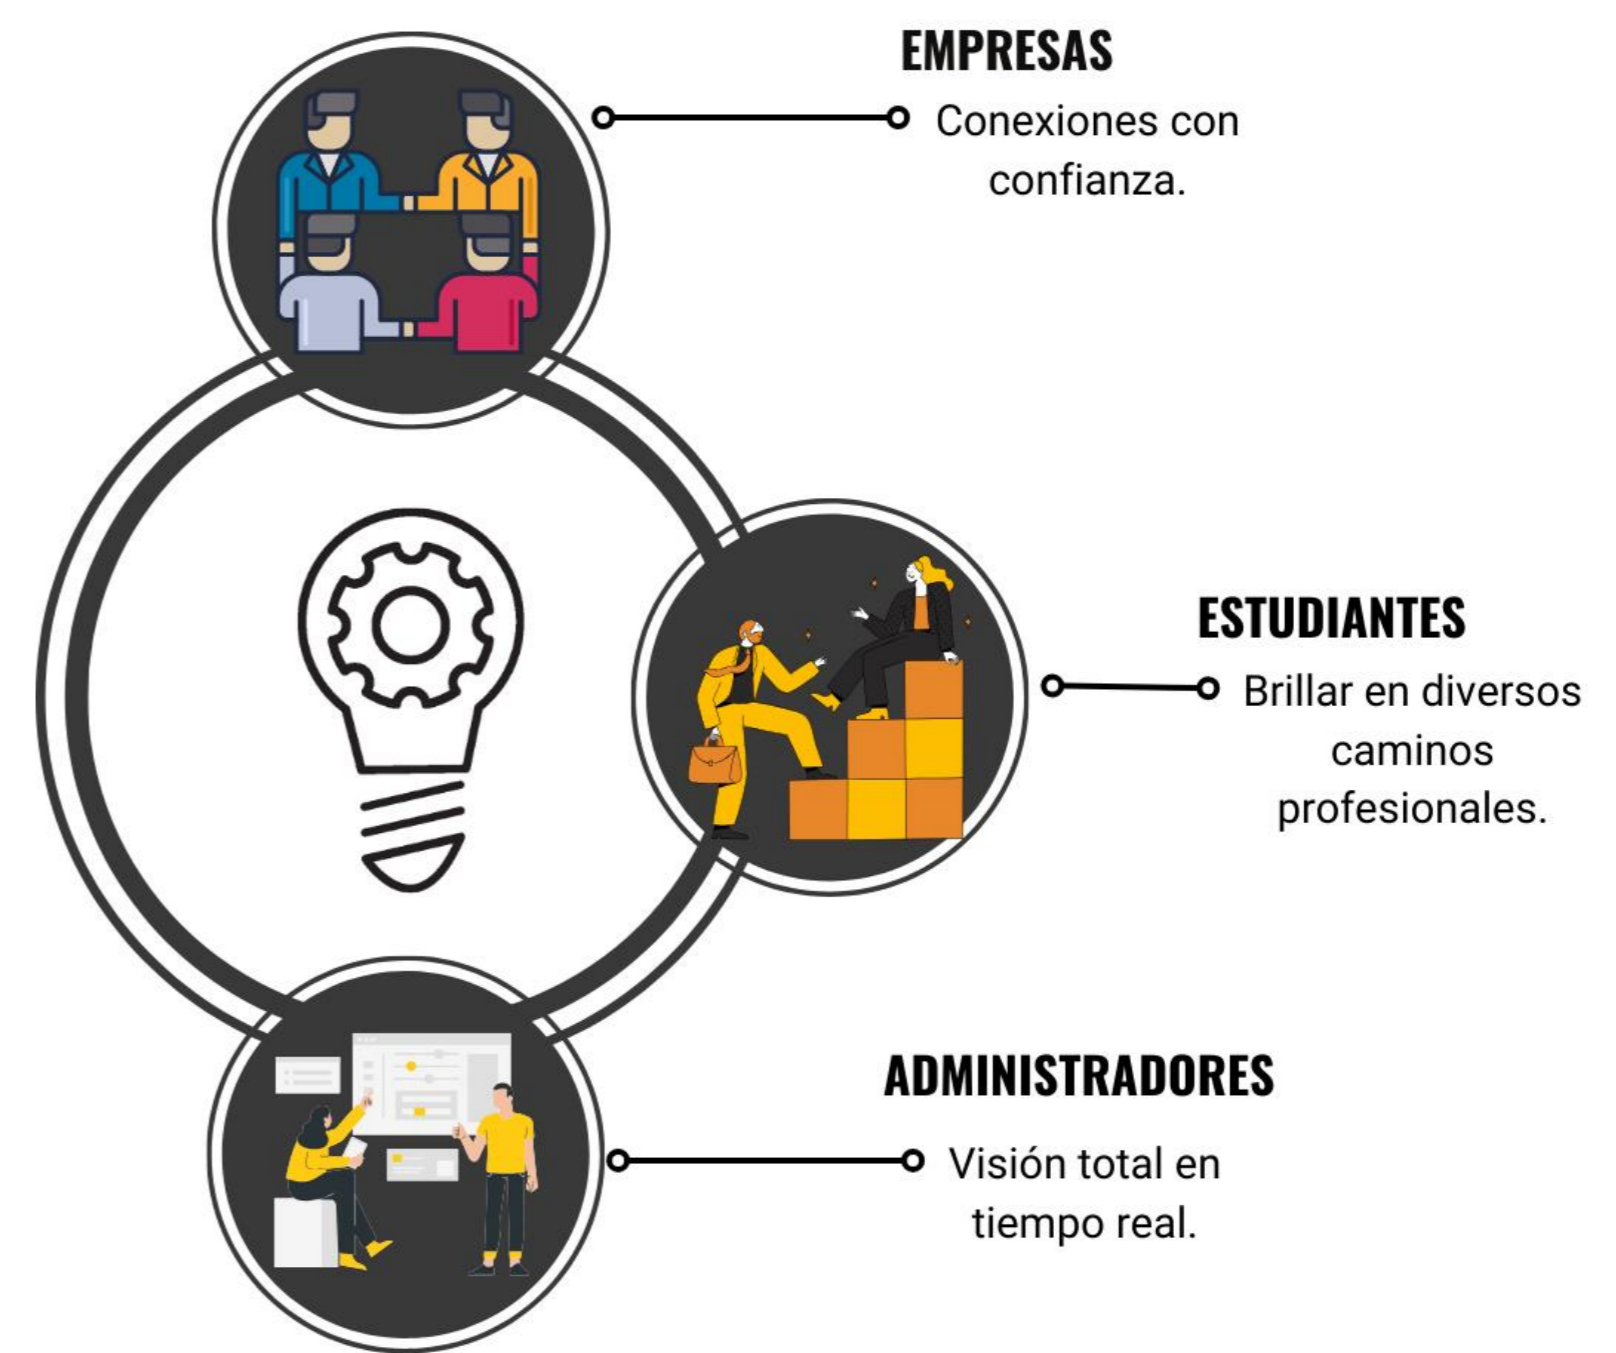 EMPRESAS
Conexiones con
confianza.
ESTUDIANTES
Brillar en diversos
caminos
profesionales.
ADMINISTRADORES
Visión total en
tiempo real.